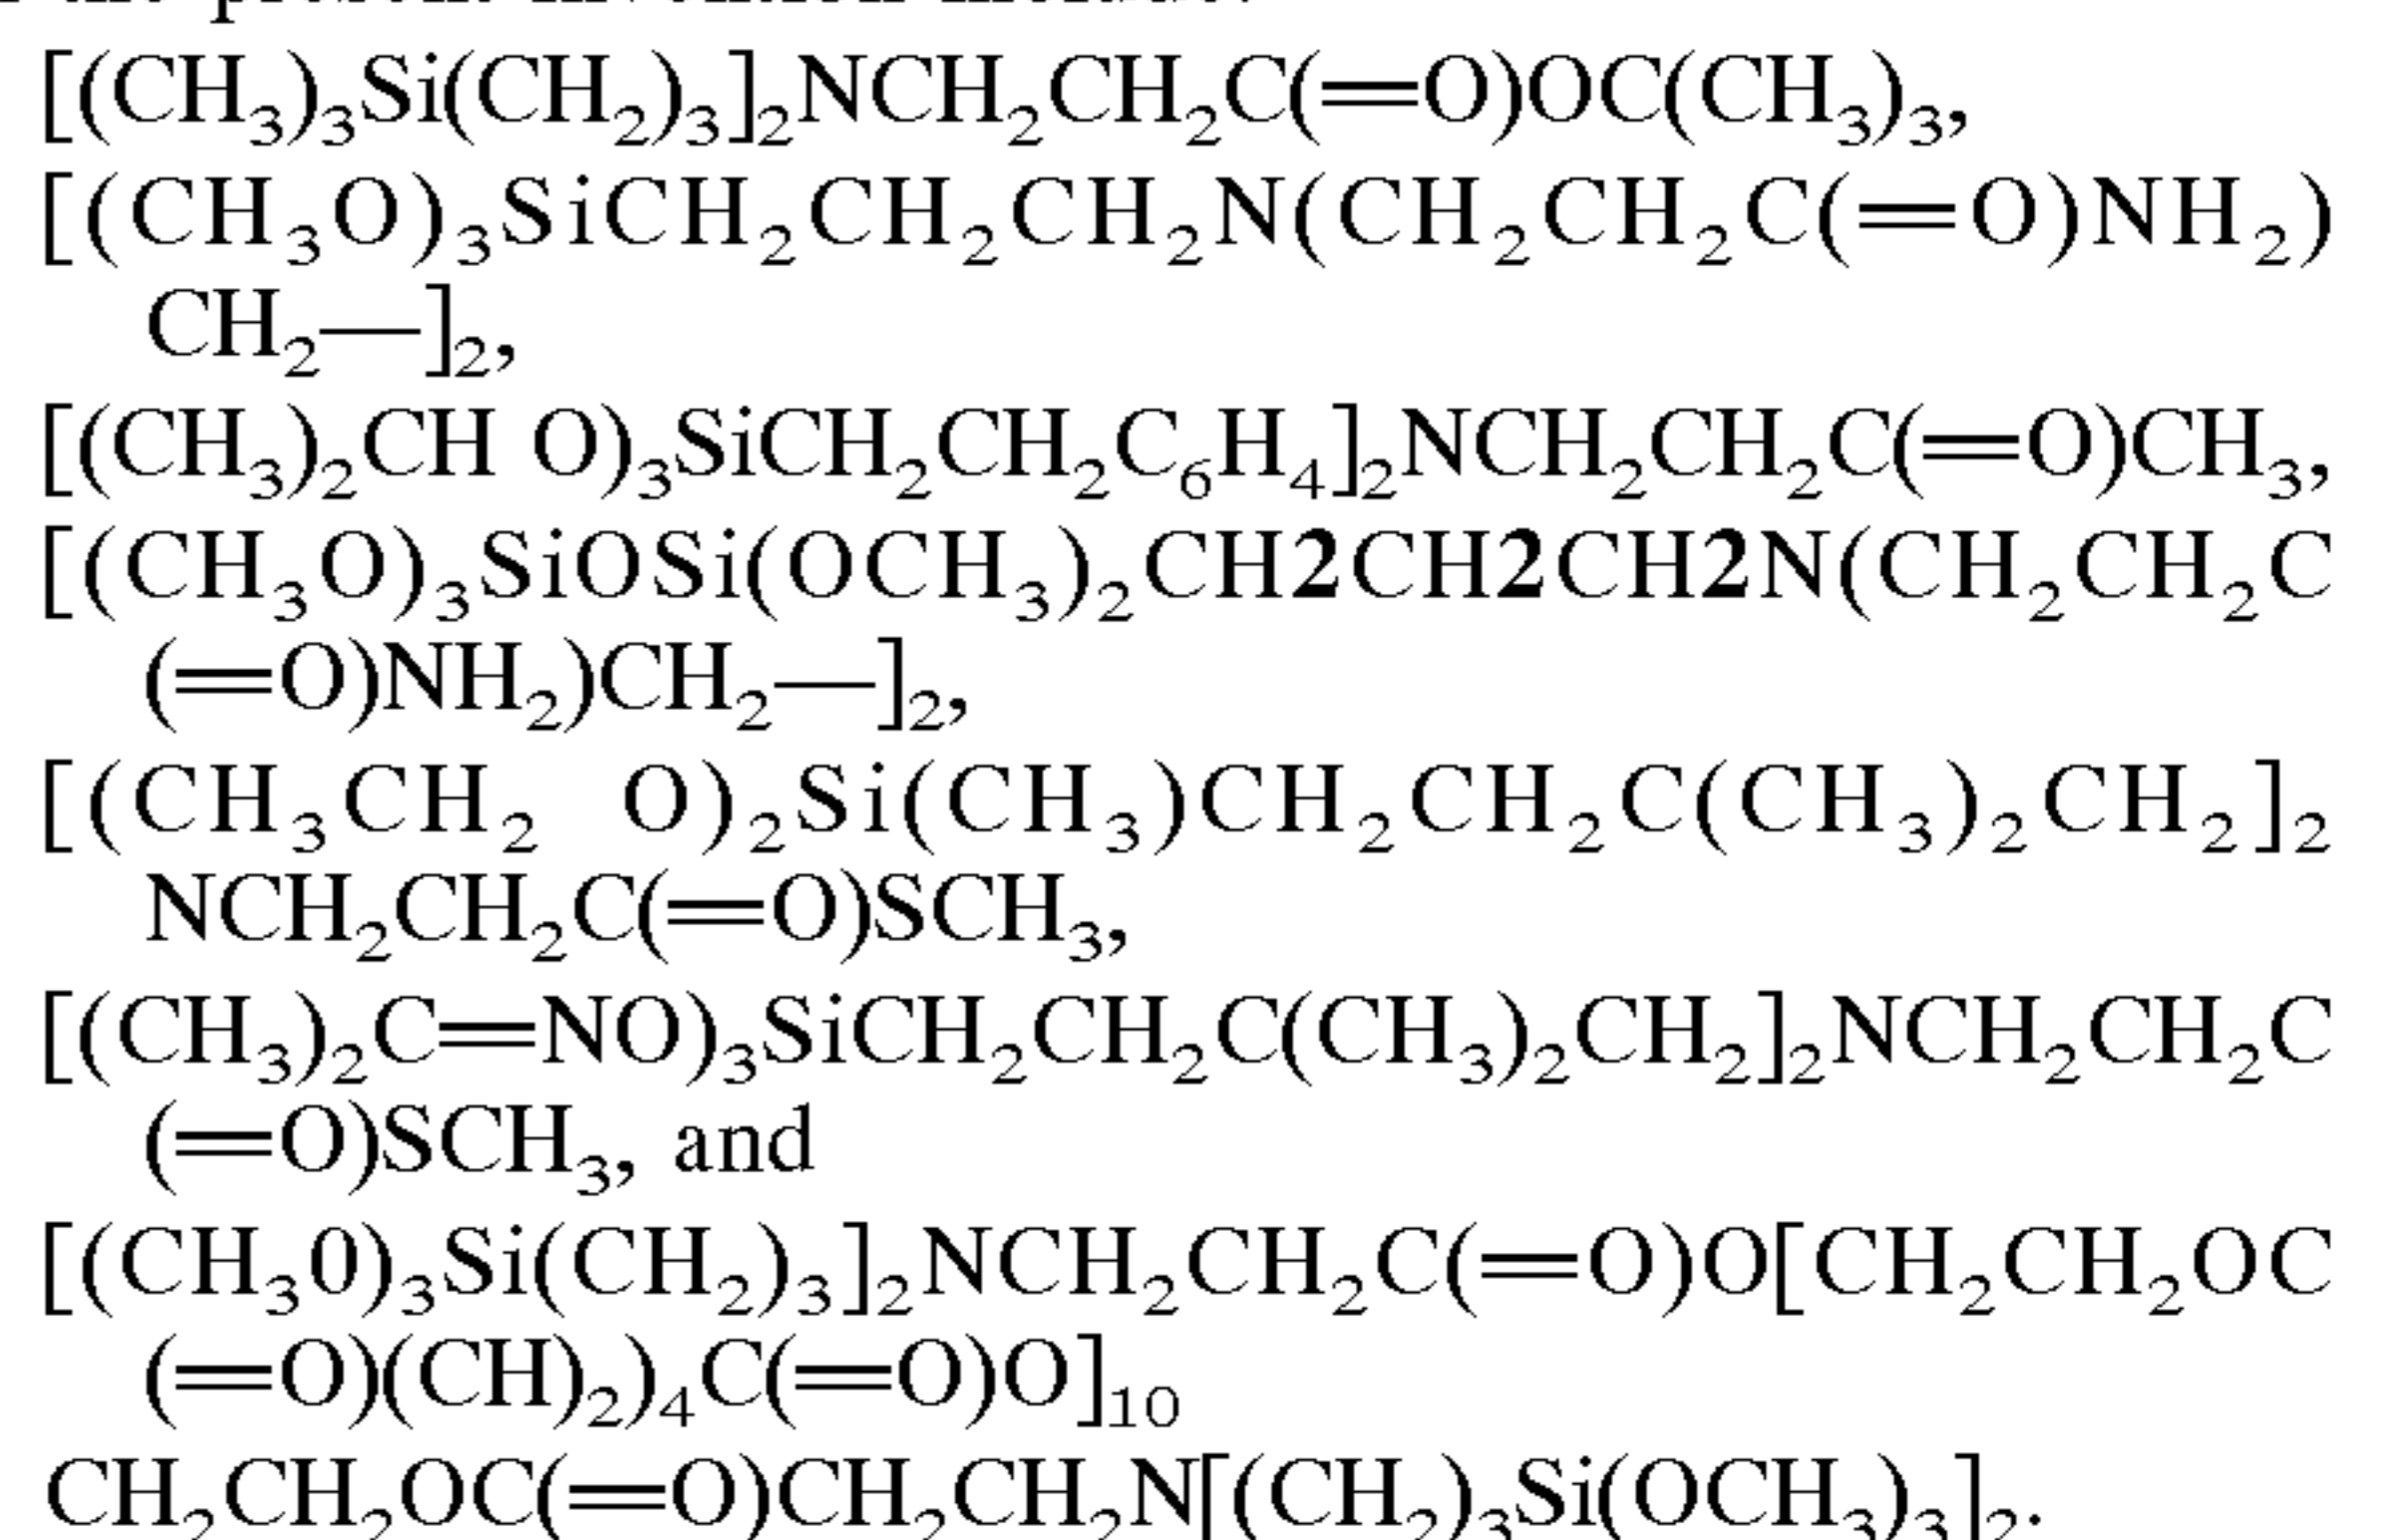 [(CH₃)₃Si(CH₂)₃]₂NCH₂CH₂C(=O)OC(CH₃)₃,
[(CH₃O)₃SiCH₂CH₂CH₂N(CH₂CH₂C(=O)NH₂)
CH₂—]₂,
[(CH₃)₂CH O)₃SiCH₂CH₂C₆H₄]₂NCH₂CH₂C(=O)CH₃,
[(CH₃O)₃SiOSi(OCH₃)₂CH2CH2CH2N(CH₂CH₂C
(=O)NH₂)CH₂—]₂,
[(CH₃CH₂ O)₂Si(CH₃)CH₂CH₂C(CH₃)₂CH₂]₂
NCH₂CH₂C(=O)SCH₃,
[(CH₃)₂C=NO)₃SiCH₂CH₂C(CH₃)₂CH₂]₂NCH₂CH₂C
(=O)SCH₃, and
[(CH₃0)₃Si(CH₂)₃]₂NCH₂CH₂C(=O)O[CH₂CH₂OC
(=O)(CH)₂)₄C(=O)O]₁₀
CH₂CH₂OC(=O)CH₂CH₂N[(CH₂)₃Si(OCH₃)₃]₂.